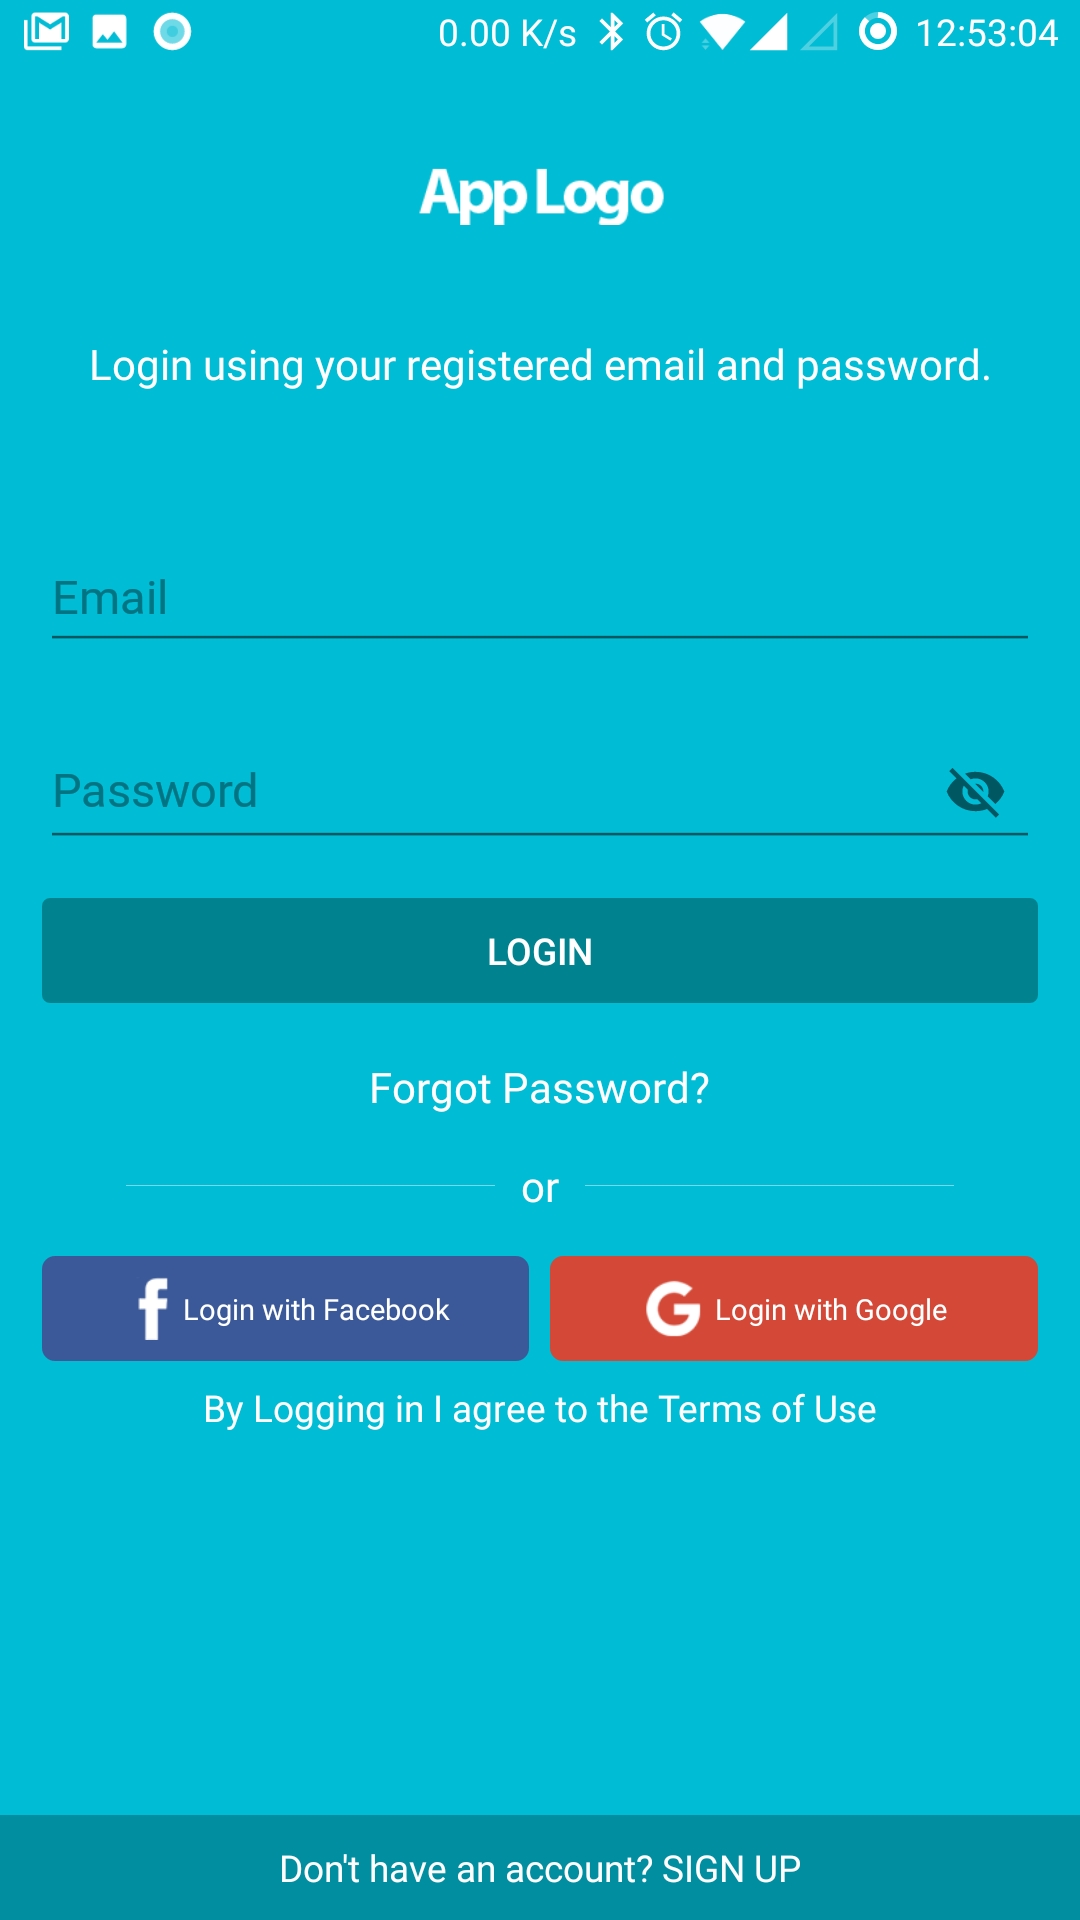 0.00 K/s 12:53:04
App Logo
Login using your registered email and password.
Email
Password
LOGIN
Forgot Password?
or
Login with Facebook
Login with Google
By Logging in I agree to the Terms of Use
Don't have an account? SIGN UP